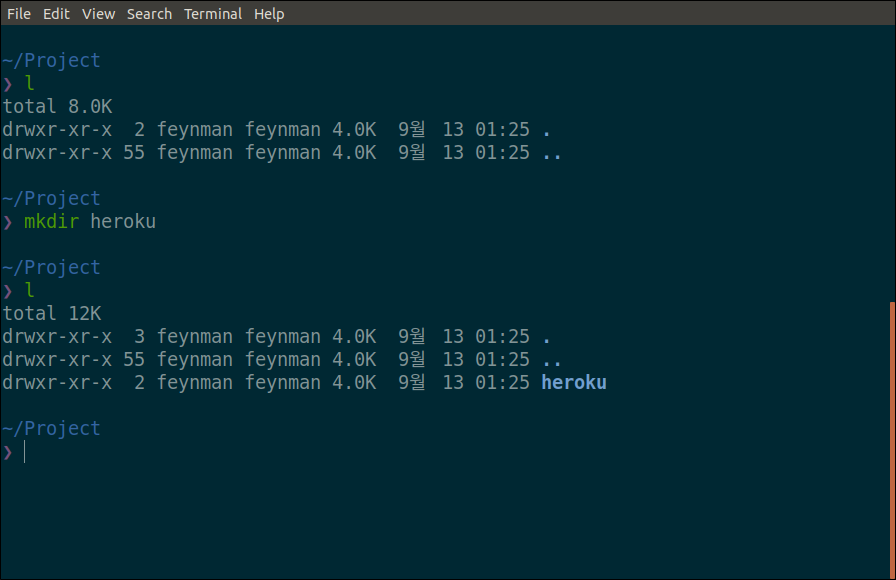 File Edit View Search Terminal Help
~/Project
❯ l
total 8.0K
drwxr-xr-x  2 feynman feynman 4.0K  9월  13 01:25 .
drwxr-xr-x 55 feynman feynman 4.0K  9월  13 01:25 ..
~/Project
❯ mkdir heroku
~/Project
❯ l
total 12K
drwxr-xr-x  3 feynman feynman 4.0K  9월  13 01:25 .
drwxr-xr-x 55 feynman feynman 4.0K  9월  13 01:25 ..
drwxr-xr-x  2 feynman feynman 4.0K  9월  13 01:25 heroku
~/Project
❯